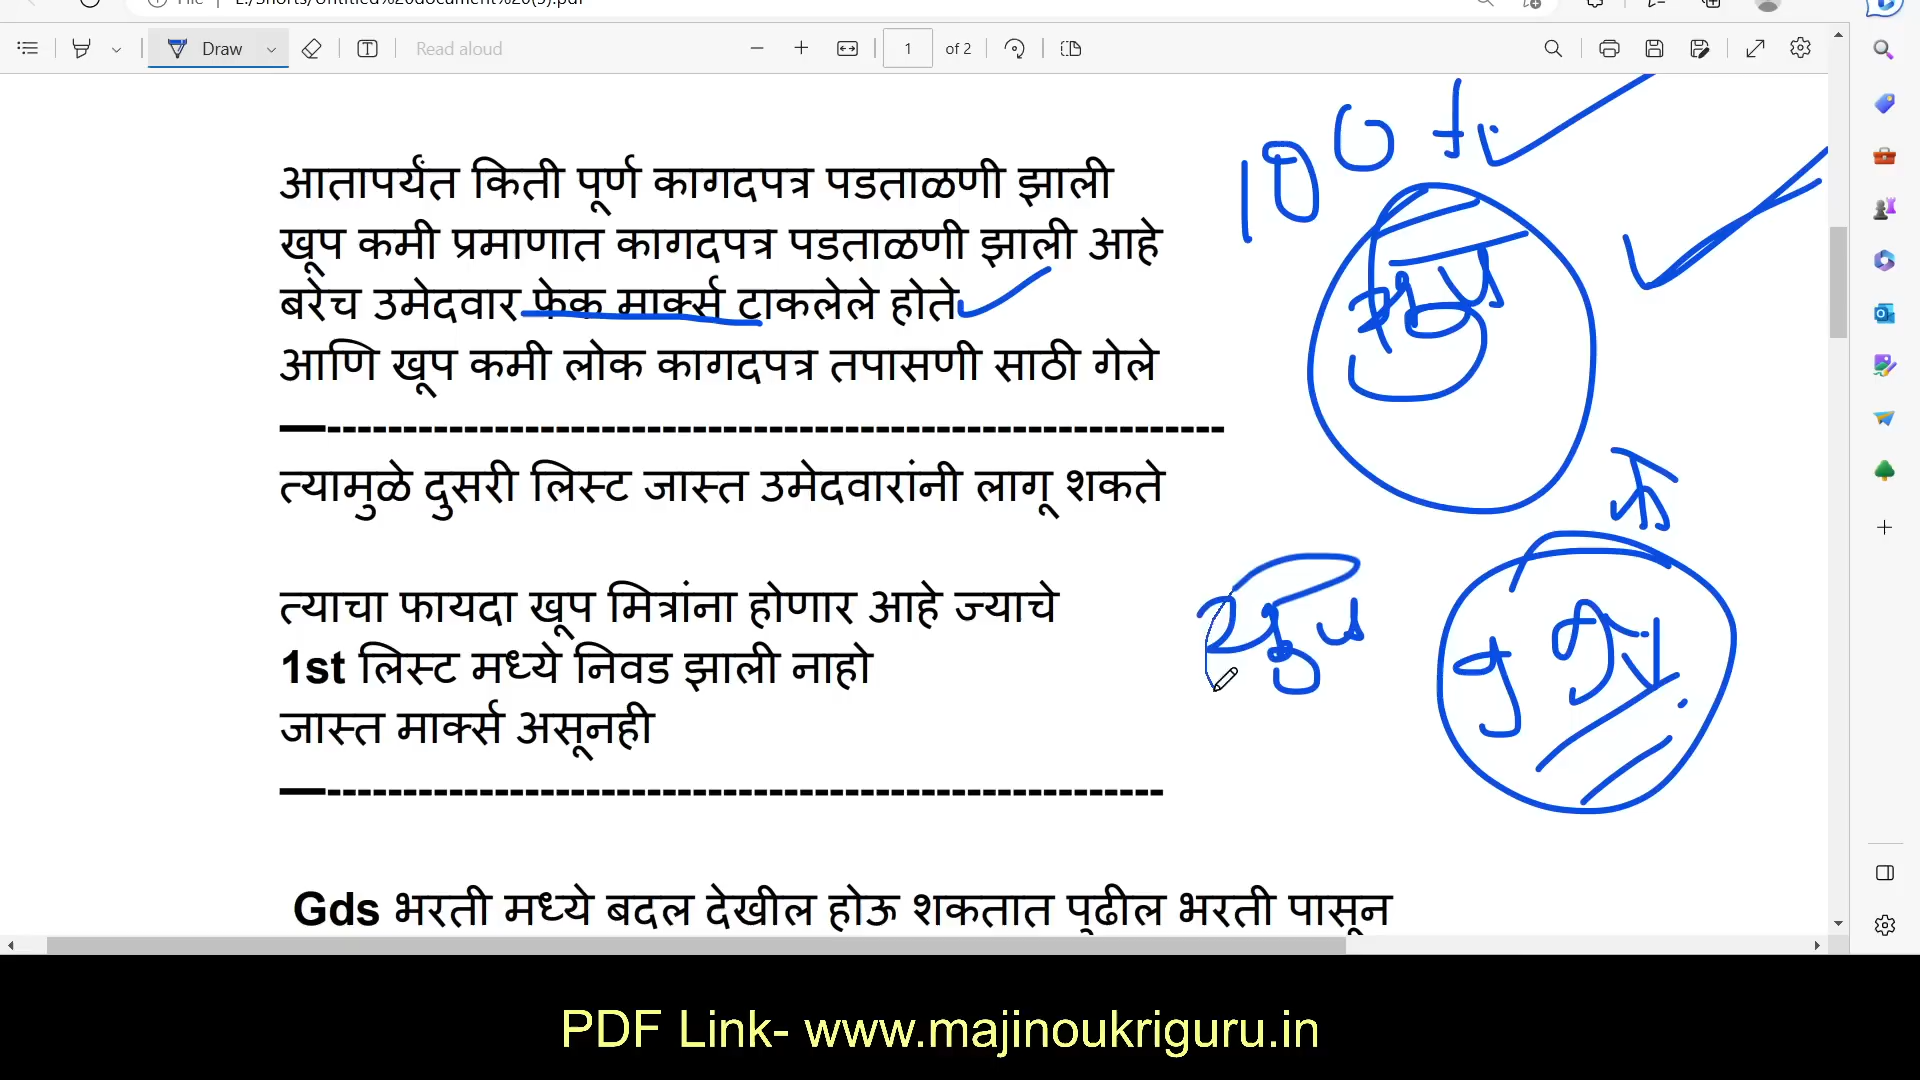 Draw
Read aloud
1 of 2
आतापर्यंत किती पूर्ण कागदपत्र पडताळणी झाली
खूप कमी प्रमाणात कागदपत्र पडताळणी झाली आहे
बरेच उमेदवार फेक मार्क्स टाकलेले होते
आणि खूप कमी लोक कागदपत्र तपासणी साठी गेले
—-----------------------------------------------------------
त्यामुळे दुसरी लिस्ट जास्त उमेदवारांनी लागू शकते
त्याचा फायदा खूप मित्रांना होणार आहे ज्याचे
1st लिस्ट मध्ये निवड झाली नाहो
जास्त मार्क्स असूनही
—-------------------------------------------------------
Gds भरती मध्ये बदल देखील होऊ शकतात पुढील भरती पासून
PDF Link- www.majinoukriguru.in